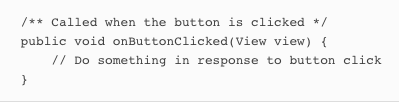 /** Called when the button is clicked */
public void onButtonClicked(View view) {
    // Do something in response to button click
}